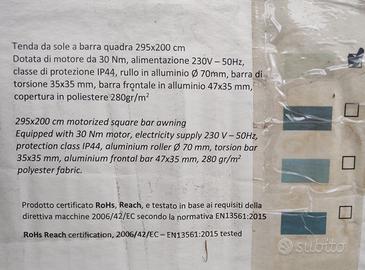 Tenda da sole a barra quadra 295x200 cm
Dotata di motore da 30 Nm, alimentazione 230V – 50Hz,
classe di protezione IP44, rullo in alluminio Ø 70mm, barra di
torsione 35x35 mm, barra frontale in alluminio 47x35 mm,
copertura in poliestere 280gr/m²
295x200 cm motorized square bar awning
Equipped with 30 Nm motor, electricity supply 230 V – 50Hz,
protection class IP44, aluminium roller Ø 70 mm, torsion bar
35x35 mm, aluminium frontal bar 47x35 mm, 280 gr/m²
polyester fabric.
Prodotto certificato RoHs, Reach, e testato in base ai requisiti della
direttiva macchine 2006/42/EC secondo la normativa EN13561:2015
RoHs Reach certification, 2006/42/EC – EN13561:2015 tested
subito